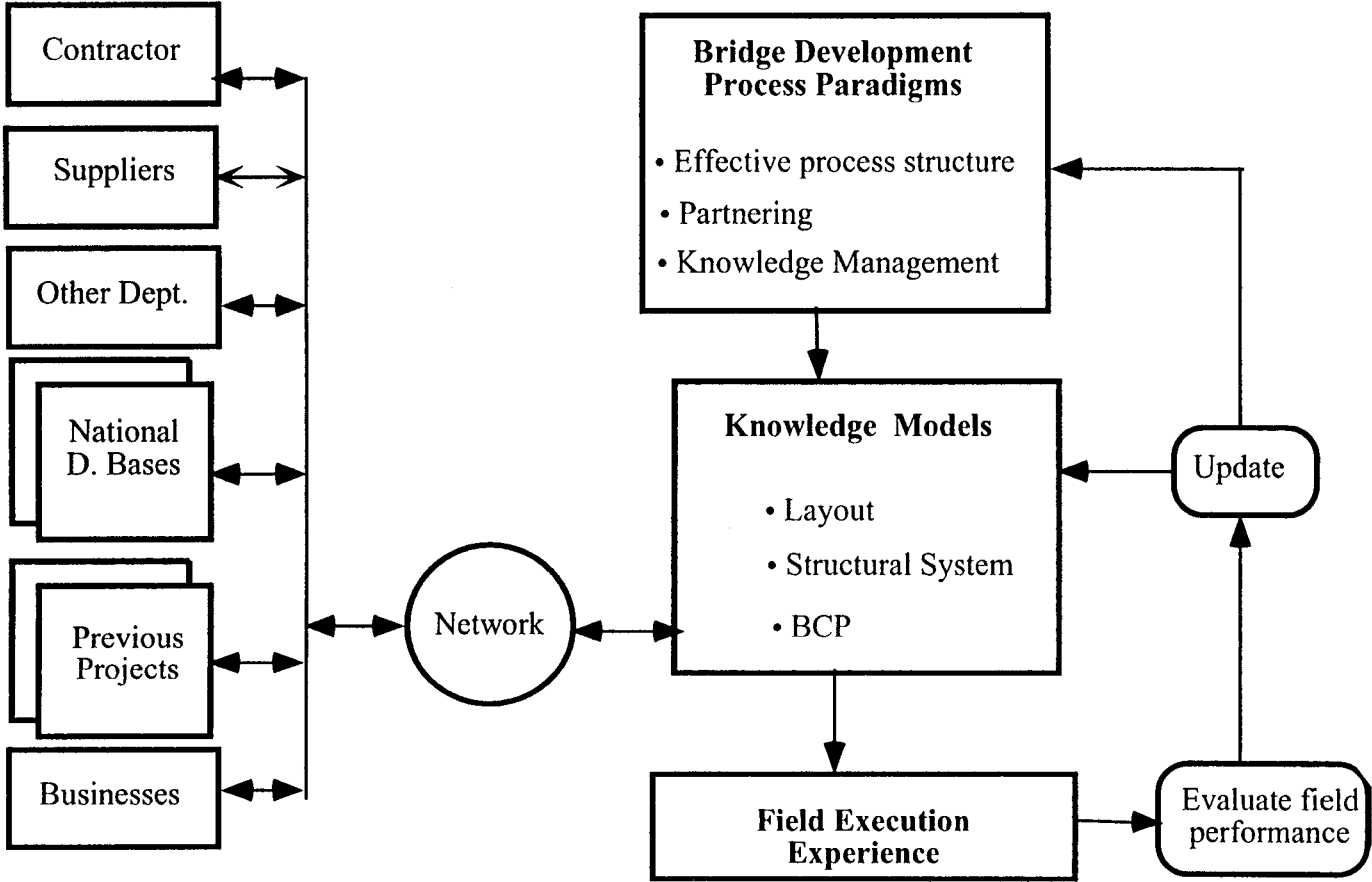 Contractor
Suppliers
Other Dept.
National
D. Bases
Previous
Projects
Businesses
Network
Bridge Development
Process Paradigms
• Effective process structure
• Partnering
• Knowledge Management
Knowledge Models
• Layout
• Structural System
• BCP
Update
Field Execution
Experience
Evaluate field
performance